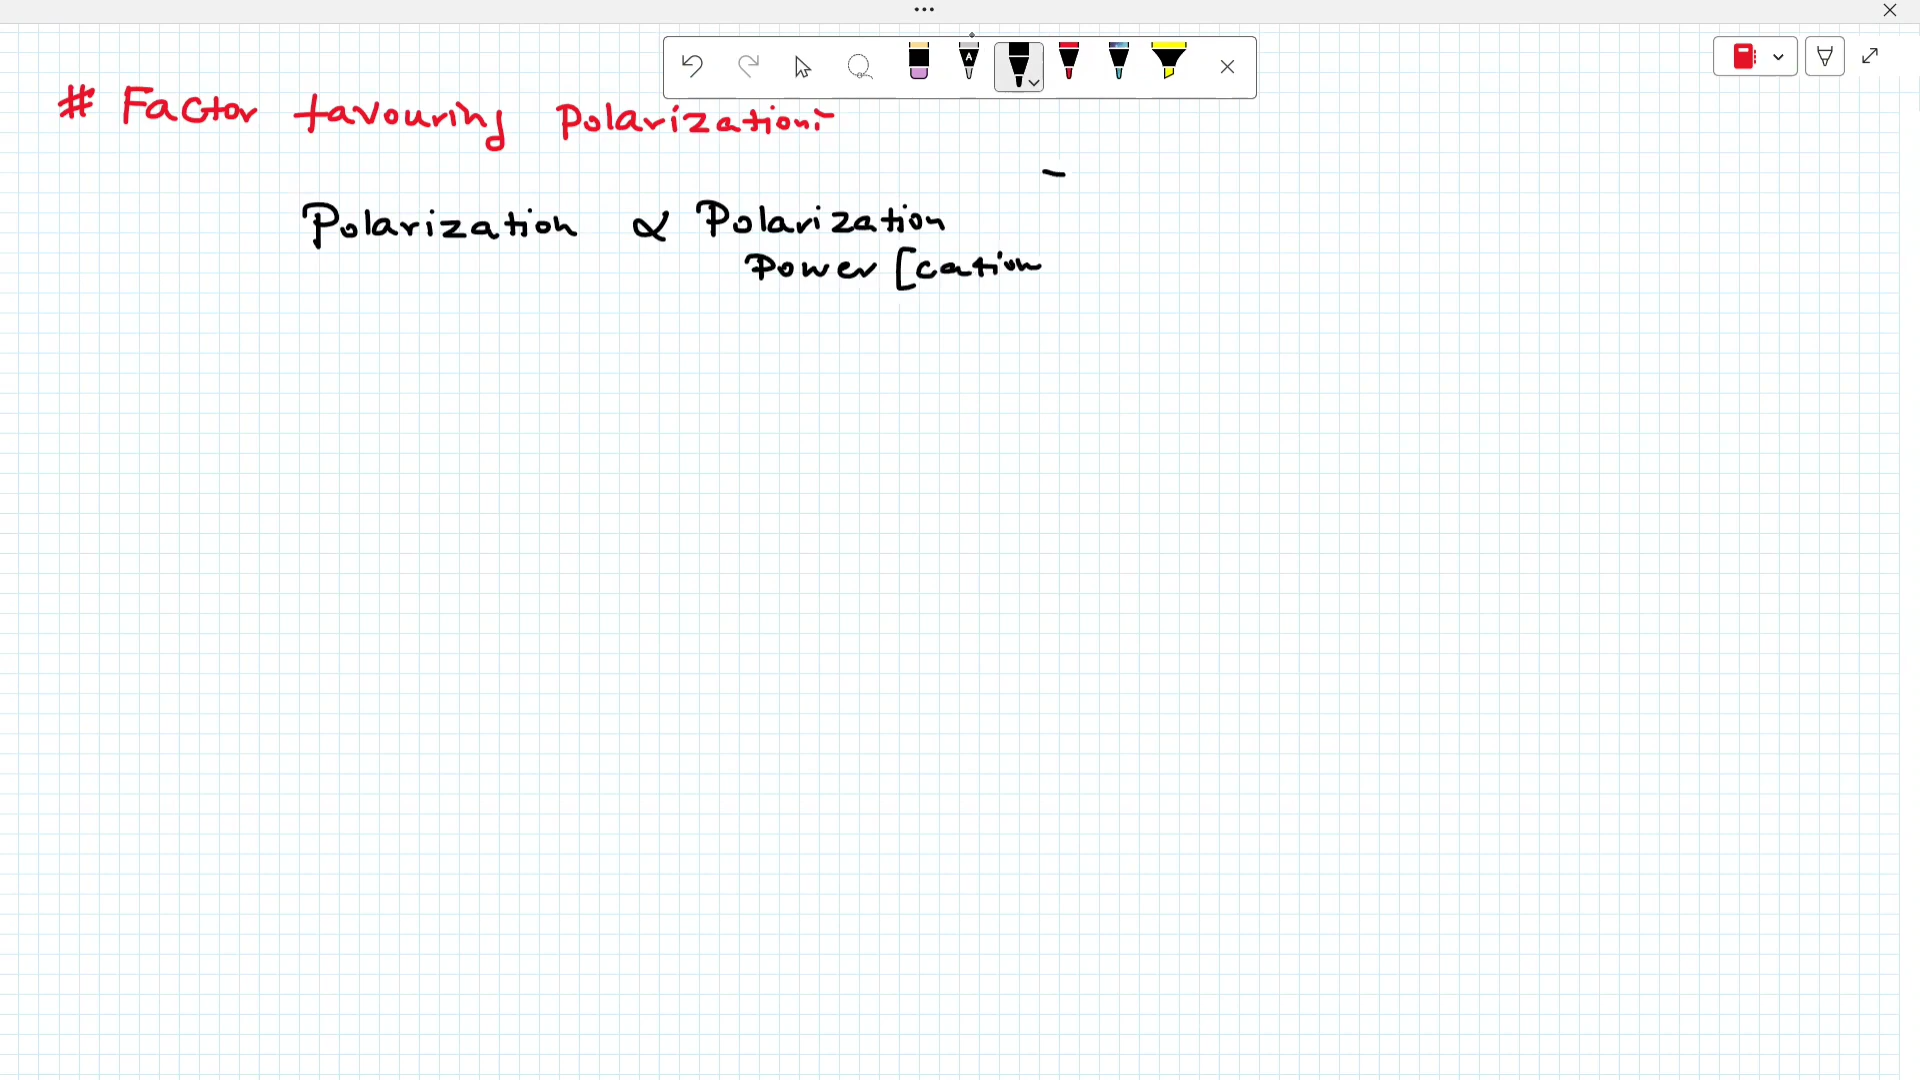 # Factor favouring Polarization:-
Polarization ∝ Polarization
Power [cation